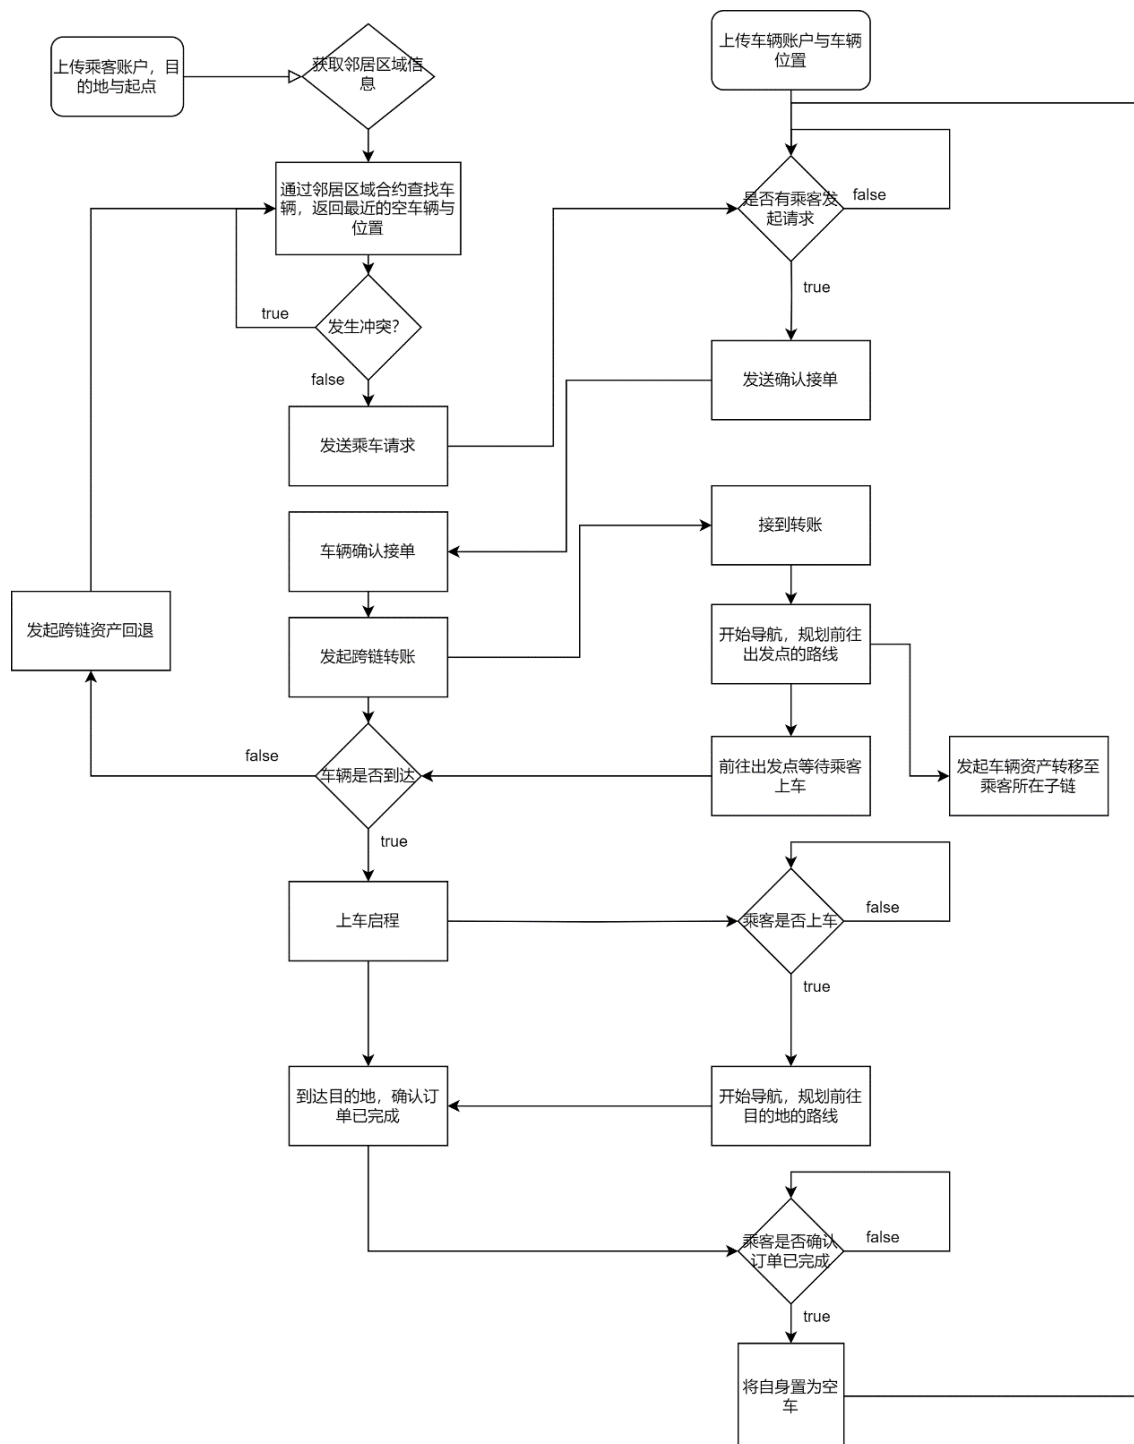 上传乘客账户，目
的地与起点
获取邻居区域信
息
上传车辆账户与车辆
位置
通过邻居区域合约查找车
辆，返回最近的空车辆与
位置
是否有乘客发
起请求
false
true
发生冲突？
true
false
发送确认接单
发送乘车请求
接到转账
车辆确认接单
发起跨链资产回退
发起跨链转账
开始导航，规划前往
出发点的路线
false
车辆是否到达
前往出发点等待乘客
上车
发起车辆资产转移至
乘客所在子链
true
上车启程
乘客是否上车
false
true
到达目的地，确认订
单已完成
开始导航，规划前往
目的地的路线
乘客是否确认
订单已完成
false
true
将自身置为空
车